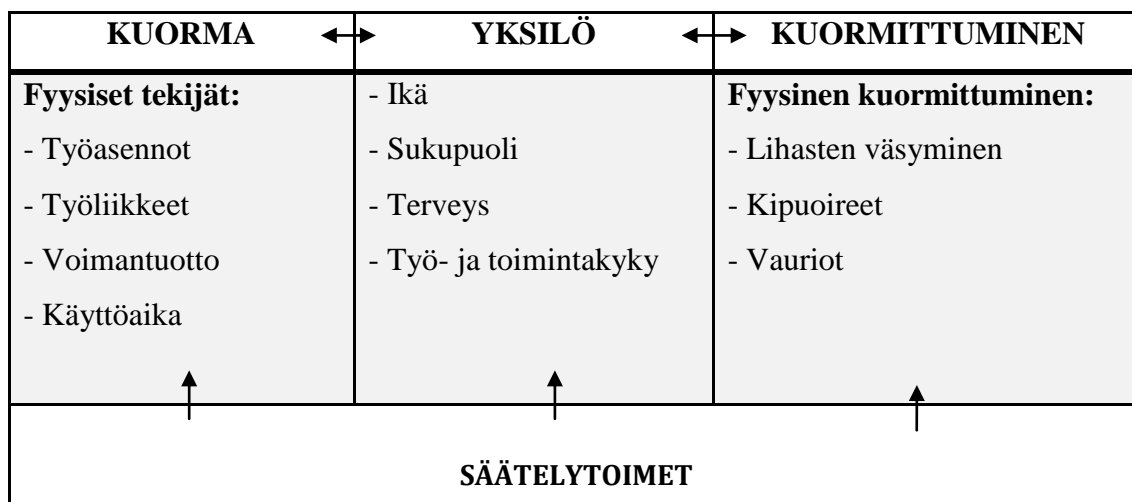 KUORMA
YKSILÖ
KUORMITTUMINEN
Fyysiset tekijät:
- Työasennot
- Työliikkeet
- Voimantuotto
- Käyttöaika
- Ikä
- Sukupuoli
- Terveys
- Työ- ja toimintakyky
Fyysinen kuormittuminen:
- Lihasten väsyminen
- Kipuoireet
- Vauriot
SÄÄTELYTOIMET